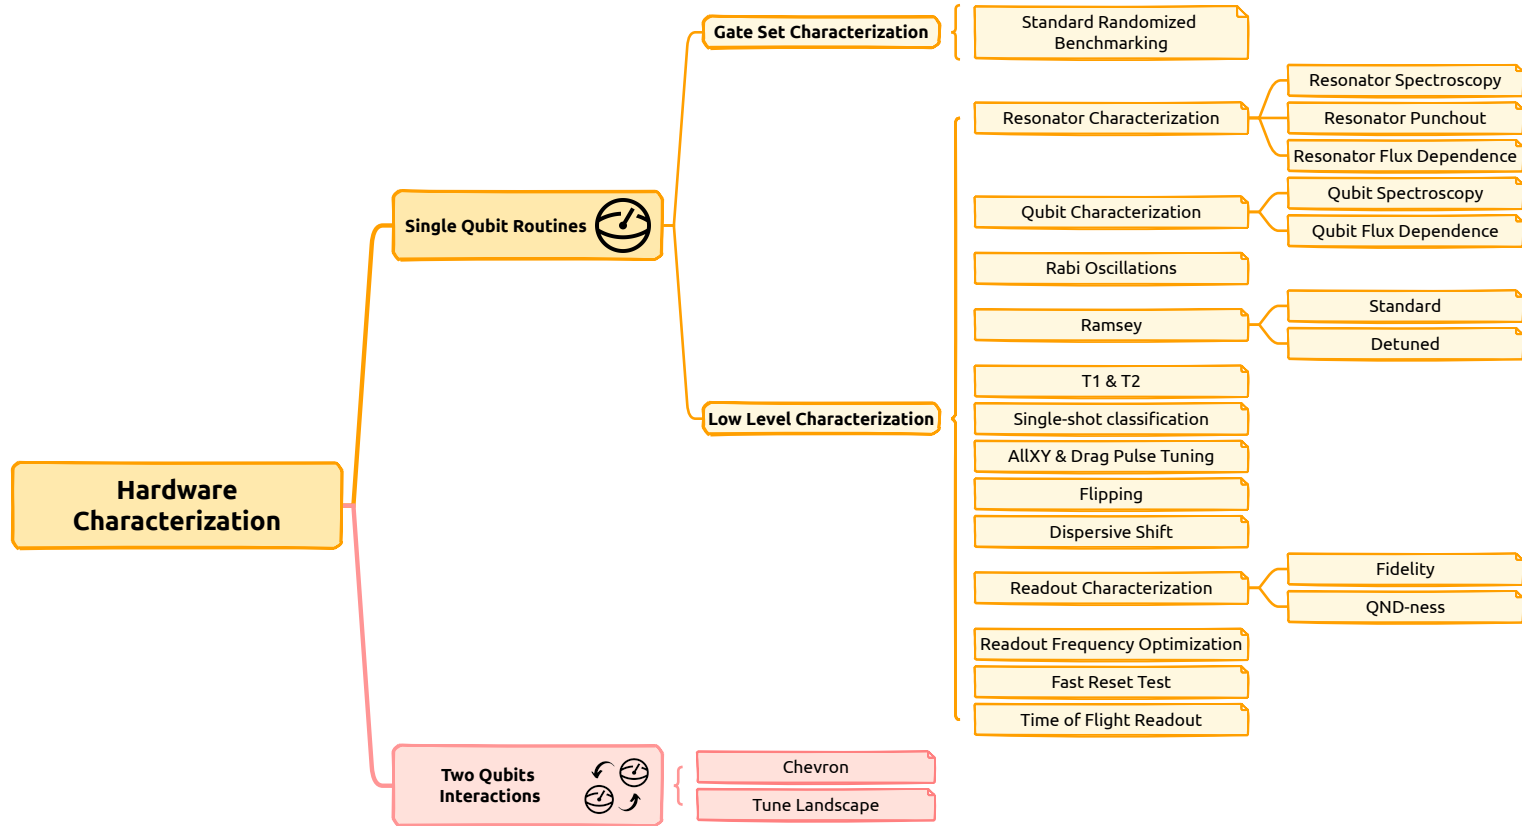 Hardware
Characterization
Single Qubit Routines
Gate Set Characterization
Standard Randomized
Benchmarking
Low Level Characterization
Resonator Characterization
Resonator Spectroscopy
Resonator Punchout
Resonator Flux Dependence
Qubit Characterization
Qubit Spectroscopy
Qubit Flux Dependence
Rabi Oscillations
Ramsey
Standard
Detuned
T1 & T2
Single-shot classification
AllXY & Drag Pulse Tuning
Flipping
Dispersive Shift
Readout Characterization
Fidelity
QND-ness
Readout Frequency Optimization
Fast Reset Test
Time of Flight Readout
Two Qubits
Interactions
Chevron
Tune Landscape